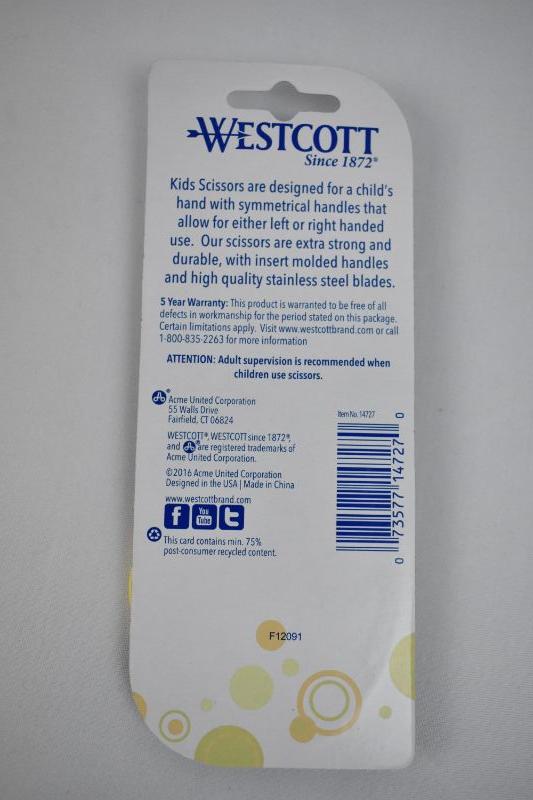 WESTCOTT
Since 1872®
Kids Scissors are designed for a child's
hand with symmetrical handles that
allow for either left or right handed
use. Our scissors are extra strong and
durable, with insert molded handles
and high quality stainless steel blades.
5 Year Warranty: This product is warranted to be free of all
defects in workmanship for the period stated on this package.
Certain limitations apply. Visit www.westcottbrand.com or call
1-800-835-2263 for more information
ATTENTION: Adult supervision is recommended when
children use scissors.
® Acme United Corporation
55 Walls Drive
Fairfield, CT 06824
WESTCOTT®, WESTCOTT since 1872®,
and ® are registered trademarks of
Acme United Corporation.
©2016 Acme United Corporation
Designed in the USA | Made in China
www.westcottbrand.com
f You Tube t
This card contains min. 75%
post-consumer recycled content.
Item No. 14727
0 73577 14727 0
F12091